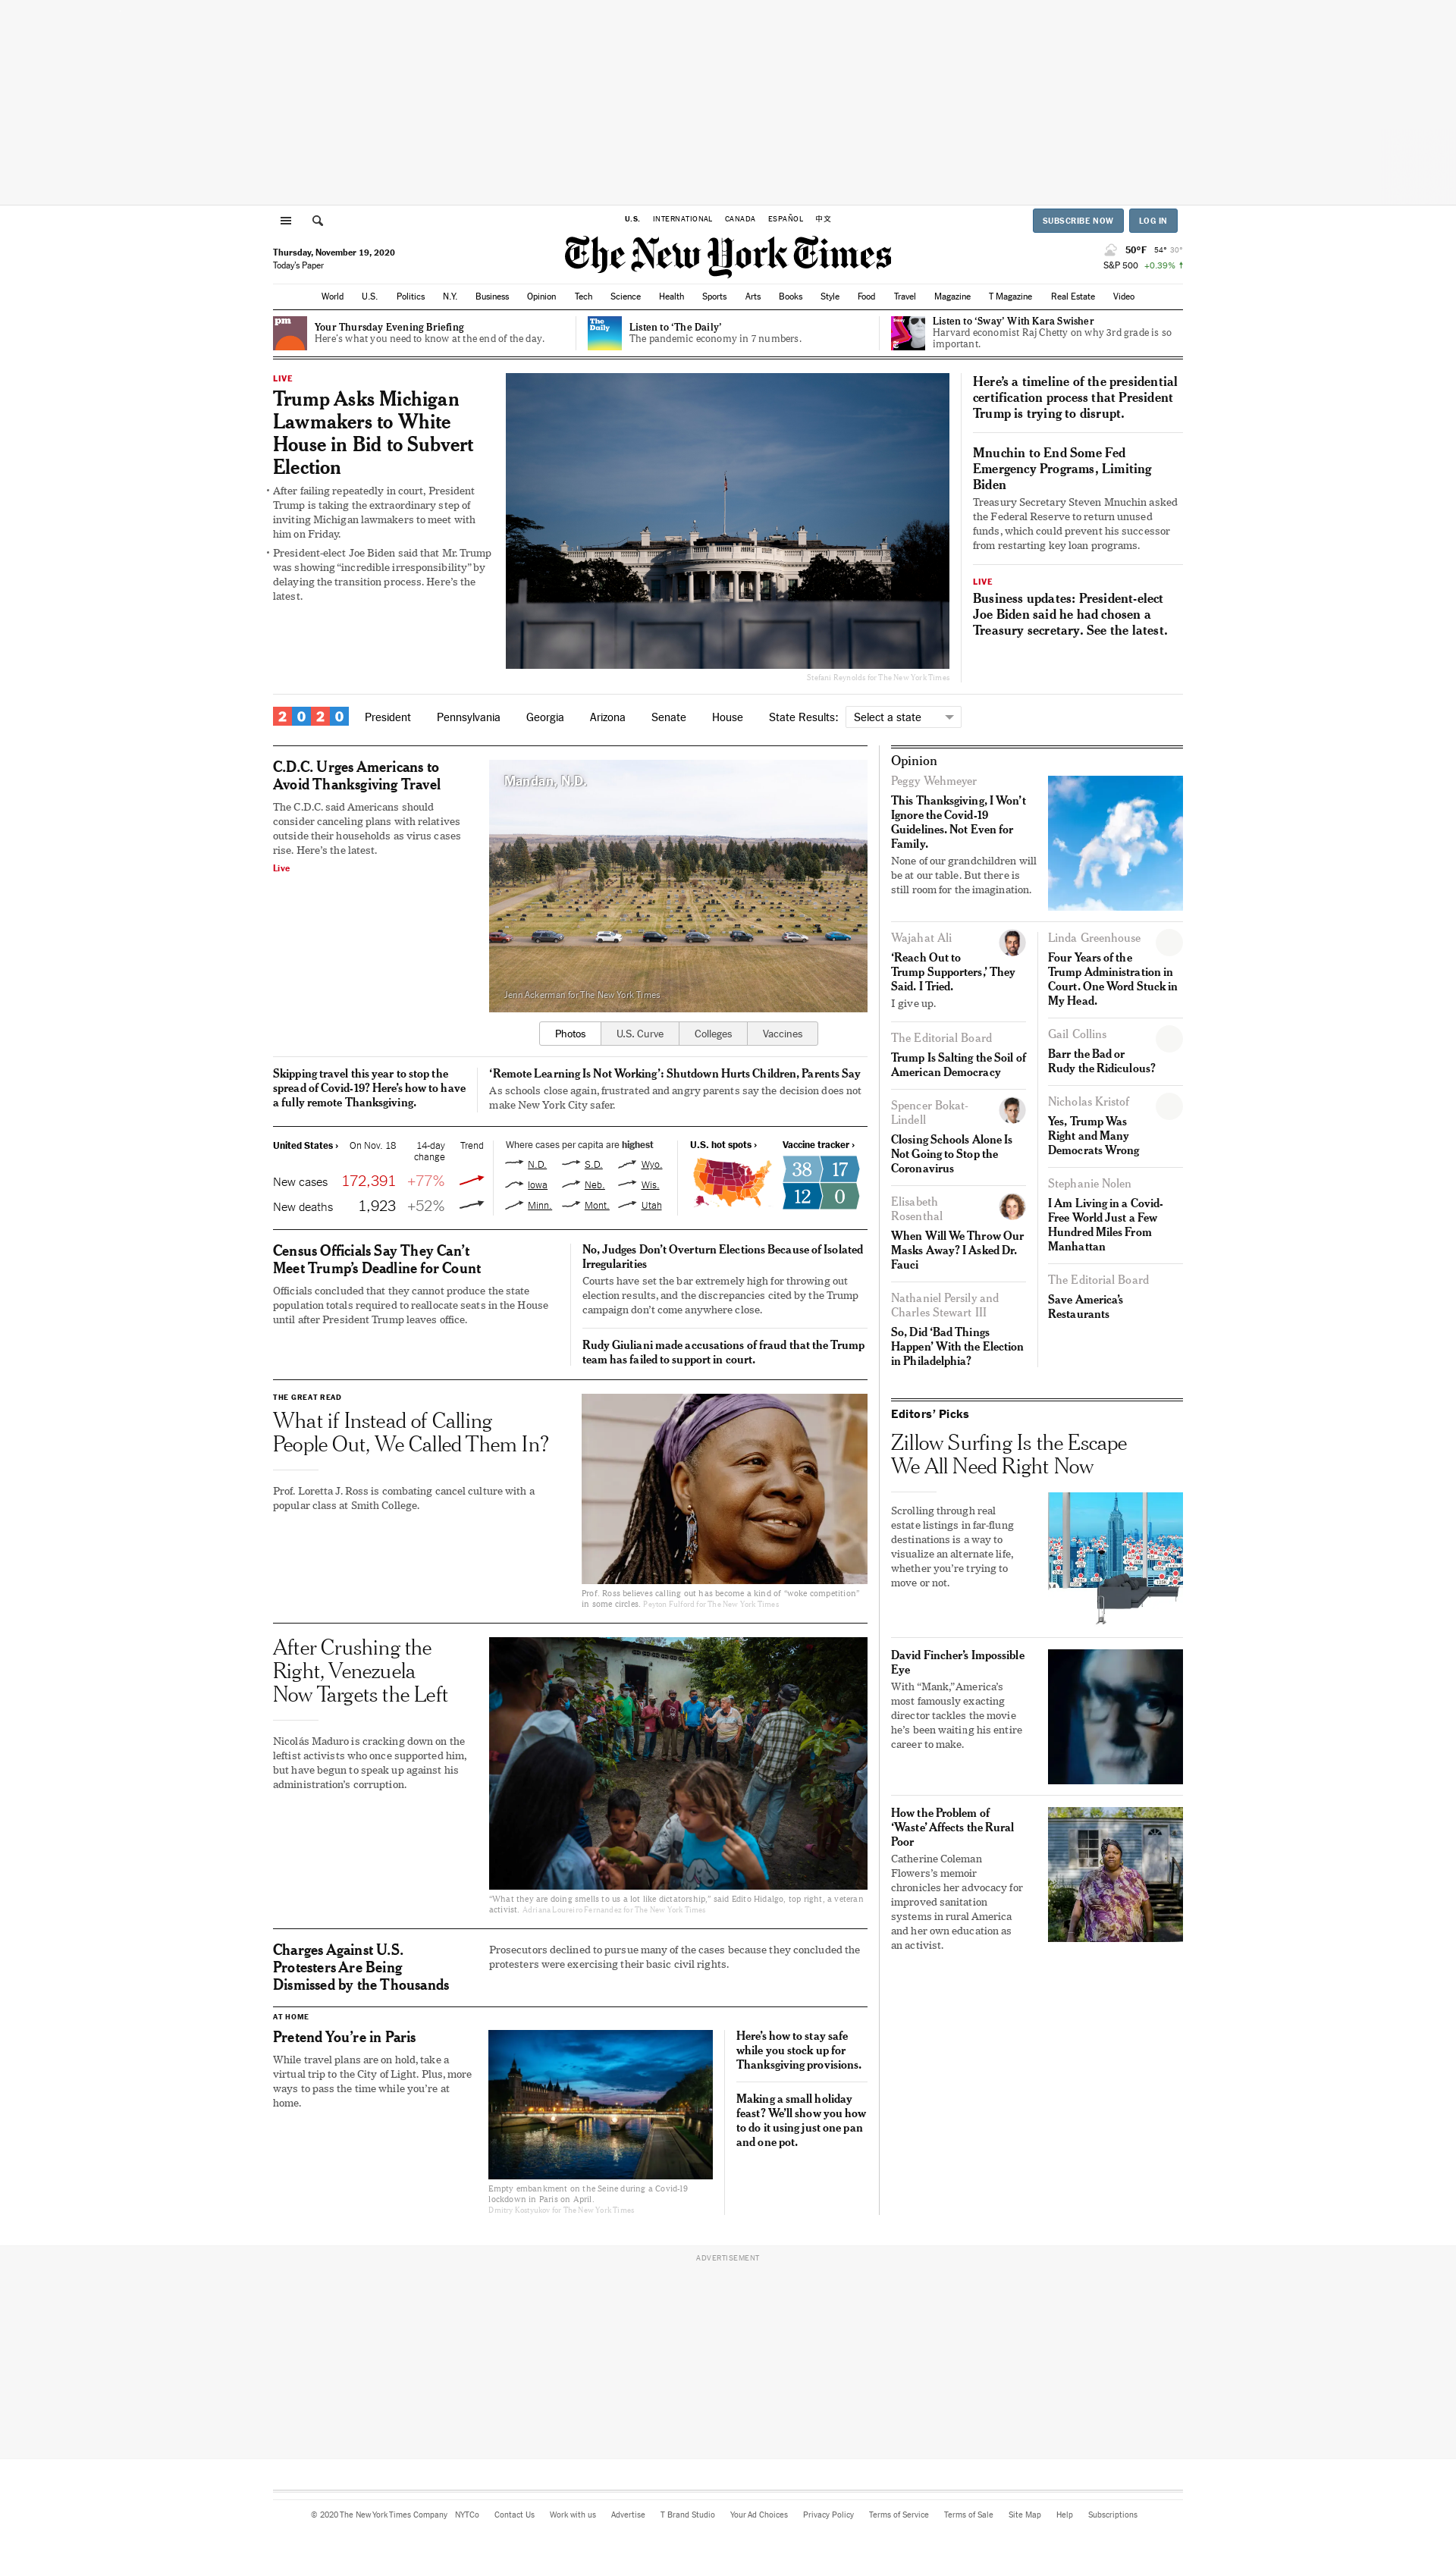 U.S. INTERNATIONAL CANADA ESPAÑOL 中文
SUBSCRIBE NOW LOG IN
Thursday, November 19, 2020
Today's Paper
The New York Times
50°F 54° 30°
S&P 500 +0.39%
World U.S. Politics N.Y. Business Opinion Tech Science Health Sports Arts Books Style Food Travel Magazine T Magazine Real Estate Video
pm
Your Thursday Evening Briefing
Here's what you need to know at the end of the day.
The
Daily
Listen to 'The Daily'
The pandemic economy in 7 numbers.
Listen to 'Sway' With Kara Swisher
Harvard economist Raj Chetty on why 3rd grade is so
important.
LIVE
Trump Asks Michigan
Lawmakers to White
House in Bid to Subvert
Election
• After failing repeatedly in court, President
Trump is taking the extraordinary step of
inviting Michigan lawmakers to meet with
him on Friday.
• President-elect Joe Biden said that Mr. Trump
was showing "incredible irresponsibility" by
delaying the transition process. Here's the
latest.
Stefani Reynolds for The New York Times
Here's a timeline of the presidential
certification process that President
Trump is trying to disrupt.
Mnuchin to End Some Fed
Emergency Programs, Limiting
Biden
Treasury Secretary Steven Mnuchin asked
the Federal Reserve to return unused
funds, which could prevent his successor
from restarting key loan programs.
LIVE
Business updates: President-elect
Joe Biden said he had chosen a
Treasury secretary. See the latest.
2020 President Pennsylvania Georgia Arizona Senate House State Results: Select a state
C.D.C. Urges Americans to
Avoid Thanksgiving Travel
The C.D.C. said Americans should
consider canceling plans with relatives
outside their households as virus cases
rise. Here's the latest.
Live
Mandan, N.D.
Jenn Ackerman for The New York Times
Photos U.S. Curve Colleges Vaccines
Skipping travel this year to stop the
spread of Covid-19? Here's how to have
a fully remote Thanksgiving.
'Remote Learning Is Not Working': Shutdown Hurts Children, Parents Say
As schools close again, frustrated and angry parents say the decision does not
make New York City safer.
United States › On Nov. 18 14-day
change Trend
New cases 172,391 +77%
New deaths 1,923 +52%
Where cases per capita are highest
N.D. S.D. Wyo.
Iowa Neb. Wis.
Minn. Mont. Utah
U.S. hot spots ›
Vaccine tracker ›
38 17
12 0
Census Officials Say They Can't
Meet Trump's Deadline for Count
Officials concluded that they cannot produce the state
population totals required to reallocate seats in the House
until after President Trump leaves office.
No, Judges Don't Overturn Elections Because of Isolated
Irregularities
Courts have set the bar extremely high for throwing out
election results, and the discrepancies cited by the Trump
campaign don't come anywhere close.
Rudy Giuliani made accusations of fraud that the Trump
team has failed to support in court.
THE GREAT READ
What if Instead of Calling
People Out, We Called Them In?
Prof. Loretta J. Ross is combating cancel culture with a
popular class at Smith College.
Prof. Ross believes calling out has become a kind of "woke competition"
in some circles. Peyton Fulford for The New York Times
After Crushing the
Right, Venezuela
Now Targets the Left
Nicolás Maduro is cracking down on the
leftist activists who once supported him,
but have begun to speak up against his
administration's corruption.
"What they are doing smells to us a lot like dictatorship," said Edito Hidalgo, top right, a veteran
activist. Adriana Loureiro Fernandez for The New York Times
Charges Against U.S.
Protesters Are Being
Dismissed by the Thousands
Prosecutors declined to pursue many of the cases because they concluded the
protesters were exercising their basic civil rights.
AT HOME
Pretend You're in Paris
While travel plans are on hold, take a
virtual trip to the City of Light. Plus, more
ways to pass the time while you're at
home.
Empty embankment on the Seine during a Covid-19
lockdown in Paris on April.
Dmitry Kostyukov for The New York Times
Here's how to stay safe
while you stock up for
Thanksgiving provisions.
Making a small holiday
feast? We'll show you how
to do it using just one pan
and one pot.
Opinion
Peggy Wehmeyer
This Thanksgiving, I Won't
Ignore the Covid-19
Guidelines. Not Even for
Family.
None of our grandchildren will
be at our table. But there is
still room for the imagination.
Wajahat Ali
'Reach Out to
Trump Supporters,' They
Said. I Tried.
I give up.
The Editorial Board
Trump Is Salting the Soil of
American Democracy
Spencer Bokat-
Lindell
Closing Schools Alone Is
Not Going to Stop the
Coronavirus
Elisabeth
Rosenthal
When Will We Throw Our
Masks Away? I Asked Dr.
Fauci
Nathaniel Persily and
Charles Stewart III
So, Did 'Bad Things
Happen' With the Election
in Philadelphia?
Linda Greenhouse
Four Years of the
Trump Administration in
Court. One Word Stuck in
My Head.
Gail Collins
Barr the Bad or
Rudy the Ridiculous?
Nicholas Kristof
Yes, Trump Was
Right and Many
Democrats Wrong
Stephanie Nolen
I Am Living in a Covid-
Free World Just a Few
Hundred Miles From
Manhattan
The Editorial Board
Save America's
Restaurants
Editors' Picks
Zillow Surfing Is the Escape
We All Need Right Now
Scrolling through real
estate listings in far-flung
destinations is a way to
visualize an alternate life,
whether you're trying to
move or not.
David Fincher's Impossible
Eye
With "Mank," America's
most famously exacting
director tackles the movie
he's been waiting his entire
career to make.
How the Problem of
'Waste' Affects the Rural
Poor
Catherine Coleman
Flowers's memoir
chronicles her advocacy for
improved sanitation
systems in rural America
and her own education as
an activist.
ADVERTISEMENT
© 2020 The New York Times Company NYTCo Contact Us Work with us Advertise T Brand Studio Your Ad Choices Privacy Policy Terms of Service Terms of Sale Site Map Help Subscriptions